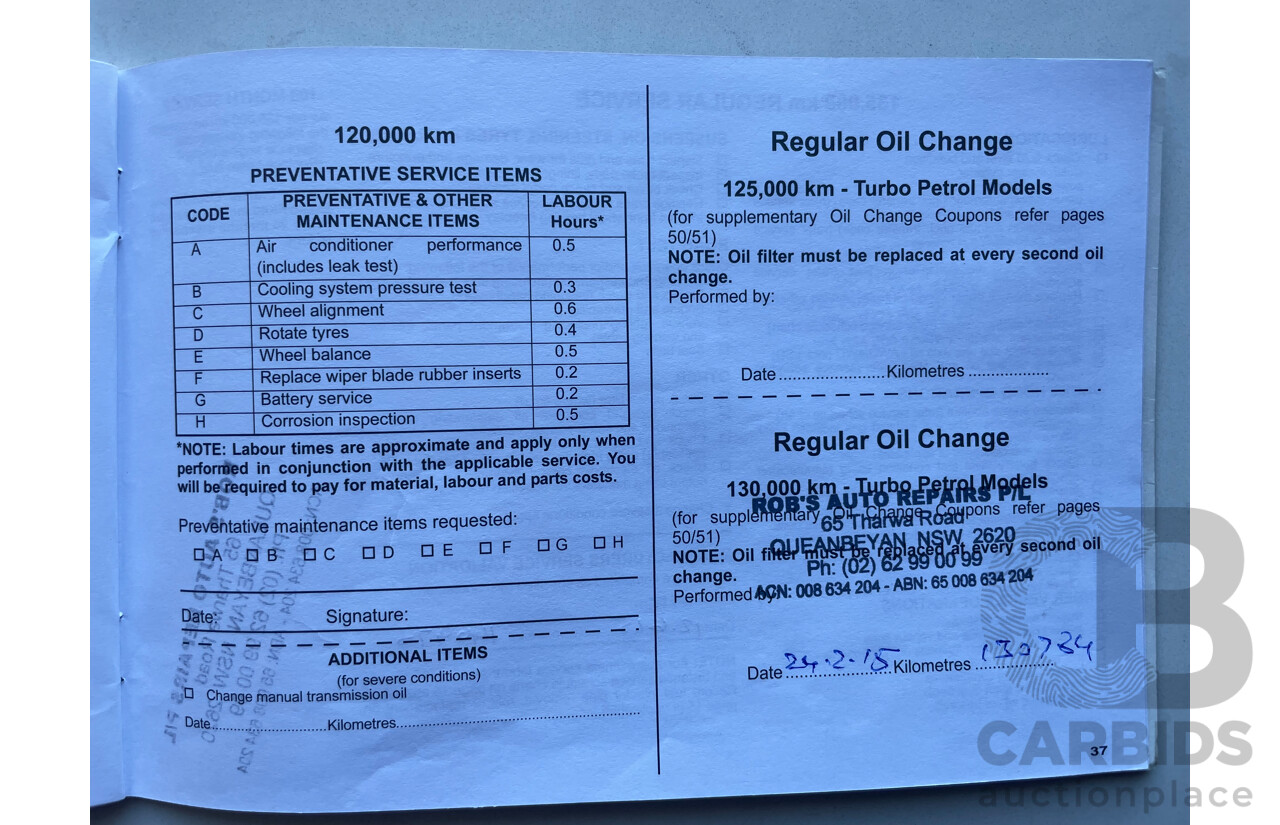 120,000 km
PREVENTATIVE SERVICE ITEMS
CODE PREVENTATIVE & OTHER MAINTENANCE ITEMS LABOUR Hours*
A Air conditioner performance (includes leak test) 0.5
B Cooling system pressure test 0.3
C Wheel alignment 0.6
D Rotate tyres 0.4
E Wheel balance 0.5
F Replace wiper blade rubber inserts 0.2
G Battery service 0.2
H Corrosion inspection 0.5
*NOTE: Labour times are approximate and apply only when
performed in conjunction with the applicable service. You
will be required to pay for material, labour and parts costs.
Preventative maintenance items requested:
A B C D E F G H
Date: Signature:
ADDITIONAL ITEMS
(for severe conditions)
Change manual transmission oil
Date Kilometres
Regular Oil Change
125,000 km - Turbo Petrol Models
(for supplementary Oil Change Coupons refer pages
50/51)
NOTE: Oil filter must be replaced at every second oil
change.
Performed by:
Date Kilometres
Regular Oil Change
130,000 km - Turbo Petrol Models
ROB'S AUTO REPAIRS P/L
(for supplementary Oil Change Coupons refer pages
65 Tharwa Road
50/51)
QUEANBEYAN NSW 2620
NOTE: Oil filter must be replaced at every second oil
Ph: (02) 62 99 00 99
change.
ACN: 008 634 204 - ABN: 65 008 634 204
Performed by
Date 24.2.15 Kilometres 130734
37
CARBIDS
auctionplace